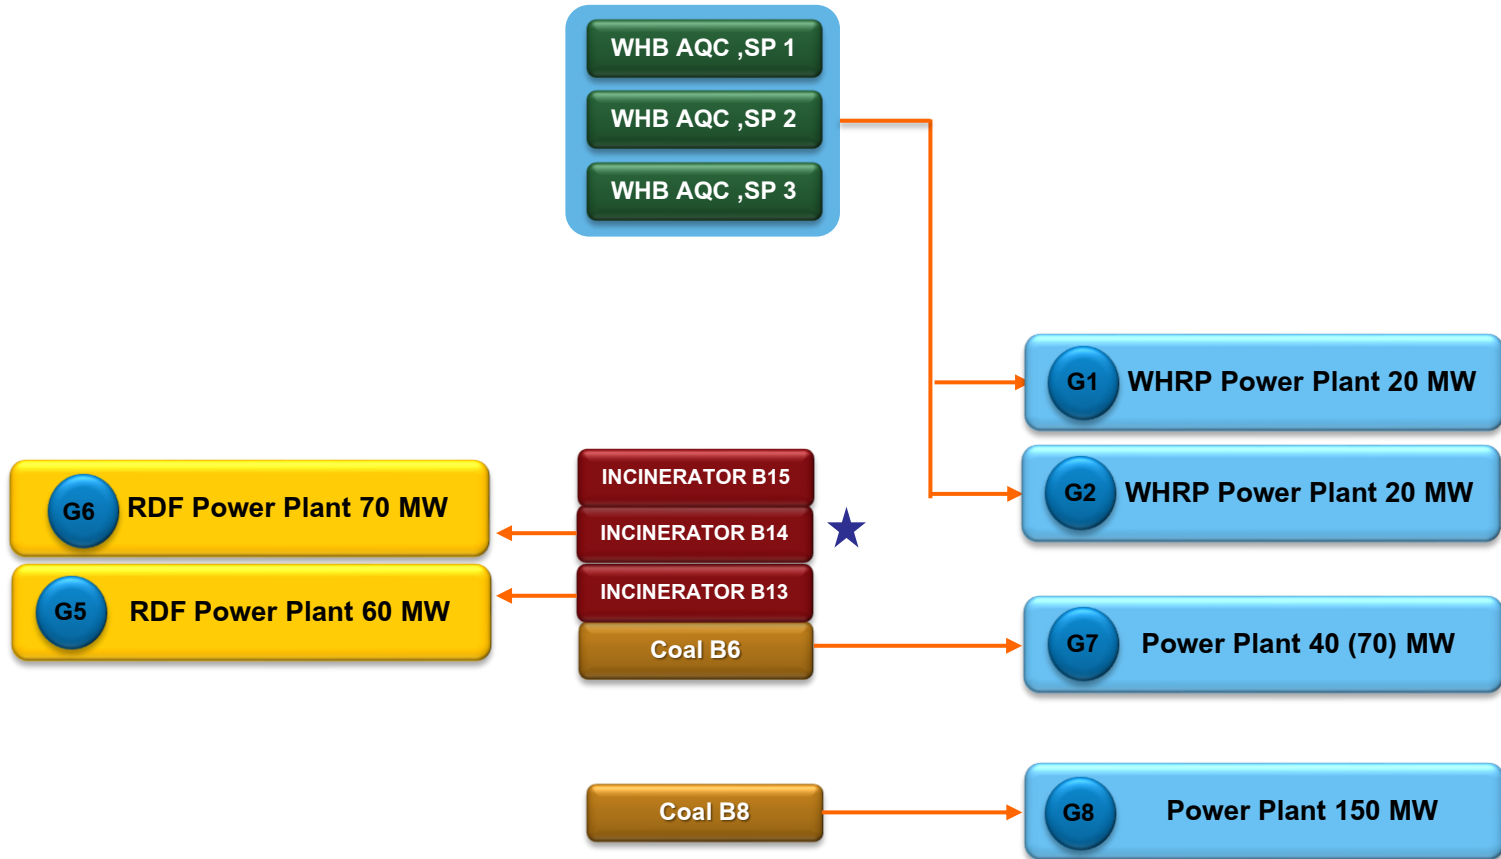 WHB AQC ,SP 1
WHB AQC ,SP 2
WHB AQC ,SP 3
G1 WHRP Power Plant 20 MW
G2 WHRP Power Plant 20 MW
INCINERATOR B15
G6 RDF Power Plant 70 MW
INCINERATOR B14
G5 RDF Power Plant 60 MW
INCINERATOR B13
Coal B6
G7 Power Plant 40 (70) MW
Coal B8
G8 Power Plant 150 MW